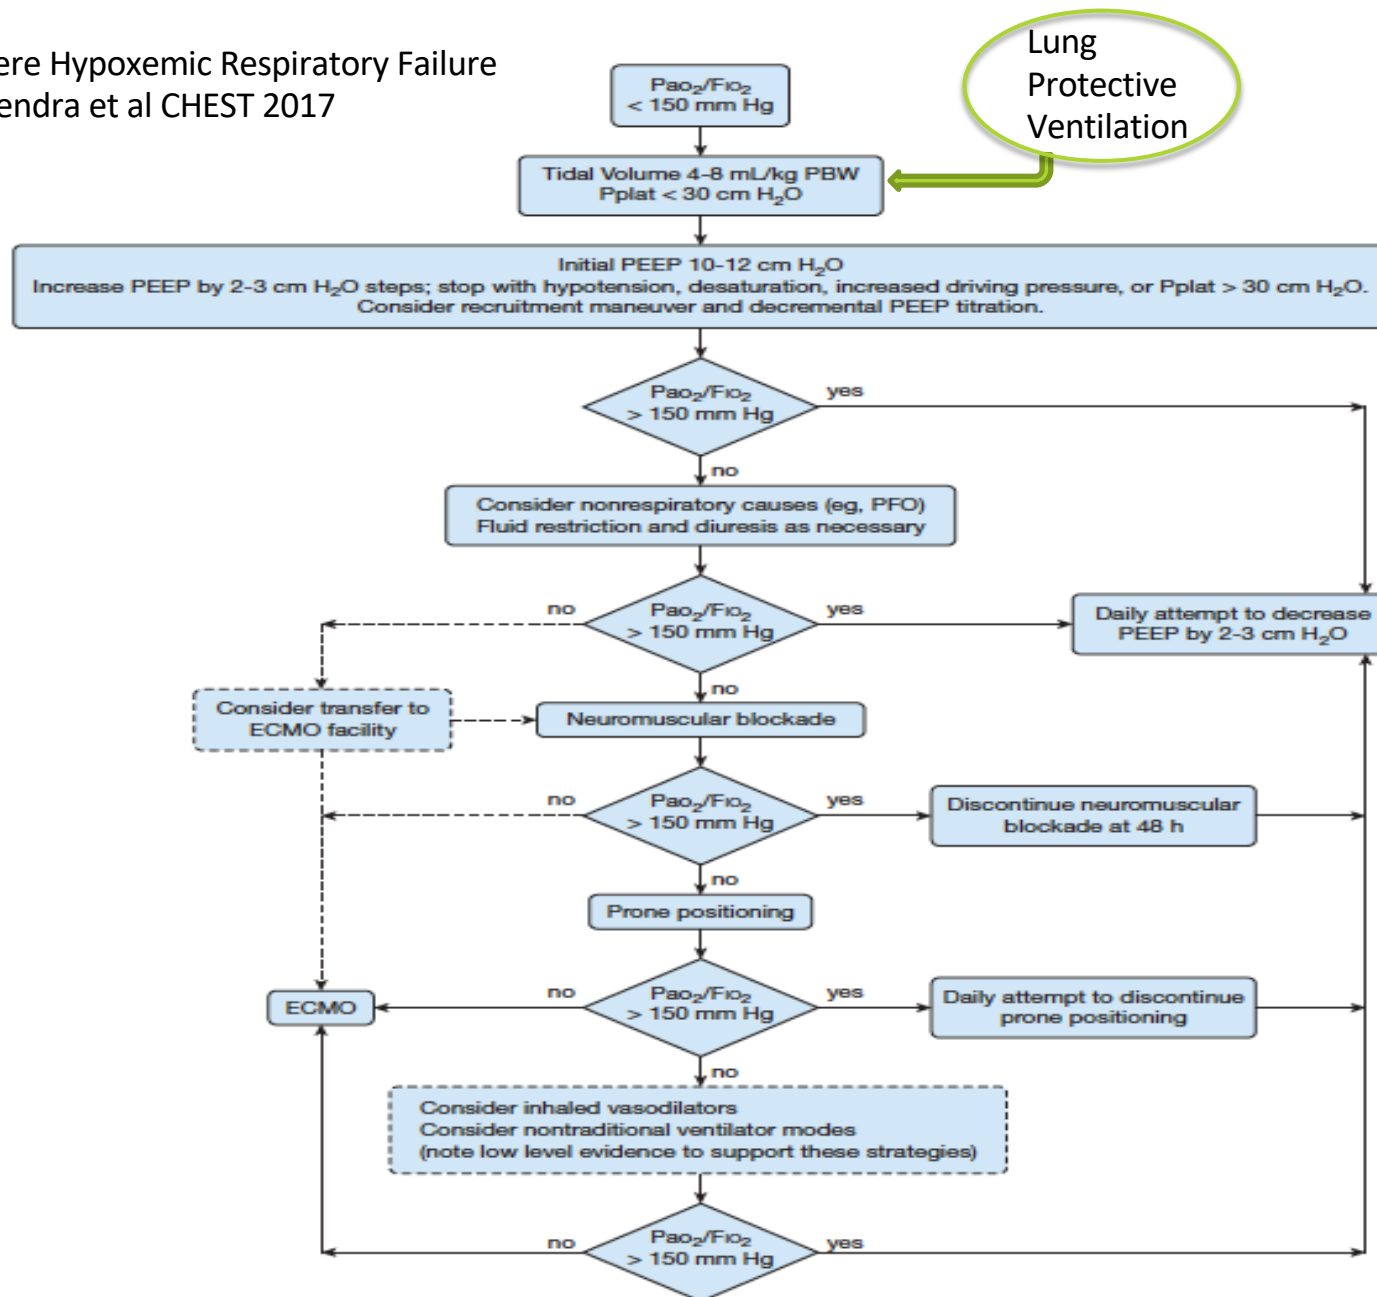 ere Hypoxemic Respiratory Failure
endra et al CHEST 2017
Lung
Protective
Ventilation
Pao₂/Fio₂
< 150 mm Hg
Tidal Volume 4-8 mL/kg PBW
Pplat < 30 cm H₂O
Initial PEEP 10-12 cm H₂O
Increase PEEP by 2-3 cm H₂O steps; stop with hypotension, desaturation, increased driving pressure, or Pplat > 30 cm H₂O.
Consider recruitment maneuver and decremental PEEP titration.
Pao₂/Fio₂
> 150 mm Hg
yes
no
Consider nonrespiratory causes (eg, PFO)
Fluid restriction and diuresis as necessary
no
Pao₂/Fio₂
> 150 mm Hg
yes
Daily attempt to decrease
PEEP by 2-3 cm H₂O
no
Consider transfer to
ECMO facility
Neuromuscular blockade
no
Pao₂/Fio₂
> 150 mm Hg
yes
Discontinue neuromuscular
blockade at 48 h
no
Prone positioning
ECMO
no
Pao₂/Fio₂
> 150 mm Hg
yes
Daily attempt to discontinue
prone positioning
no
Consider inhaled vasodilators
Consider nontraditional ventilator modes
(note low level evidence to support these strategies)
no
Pao₂/Fio₂
> 150 mm Hg
yes